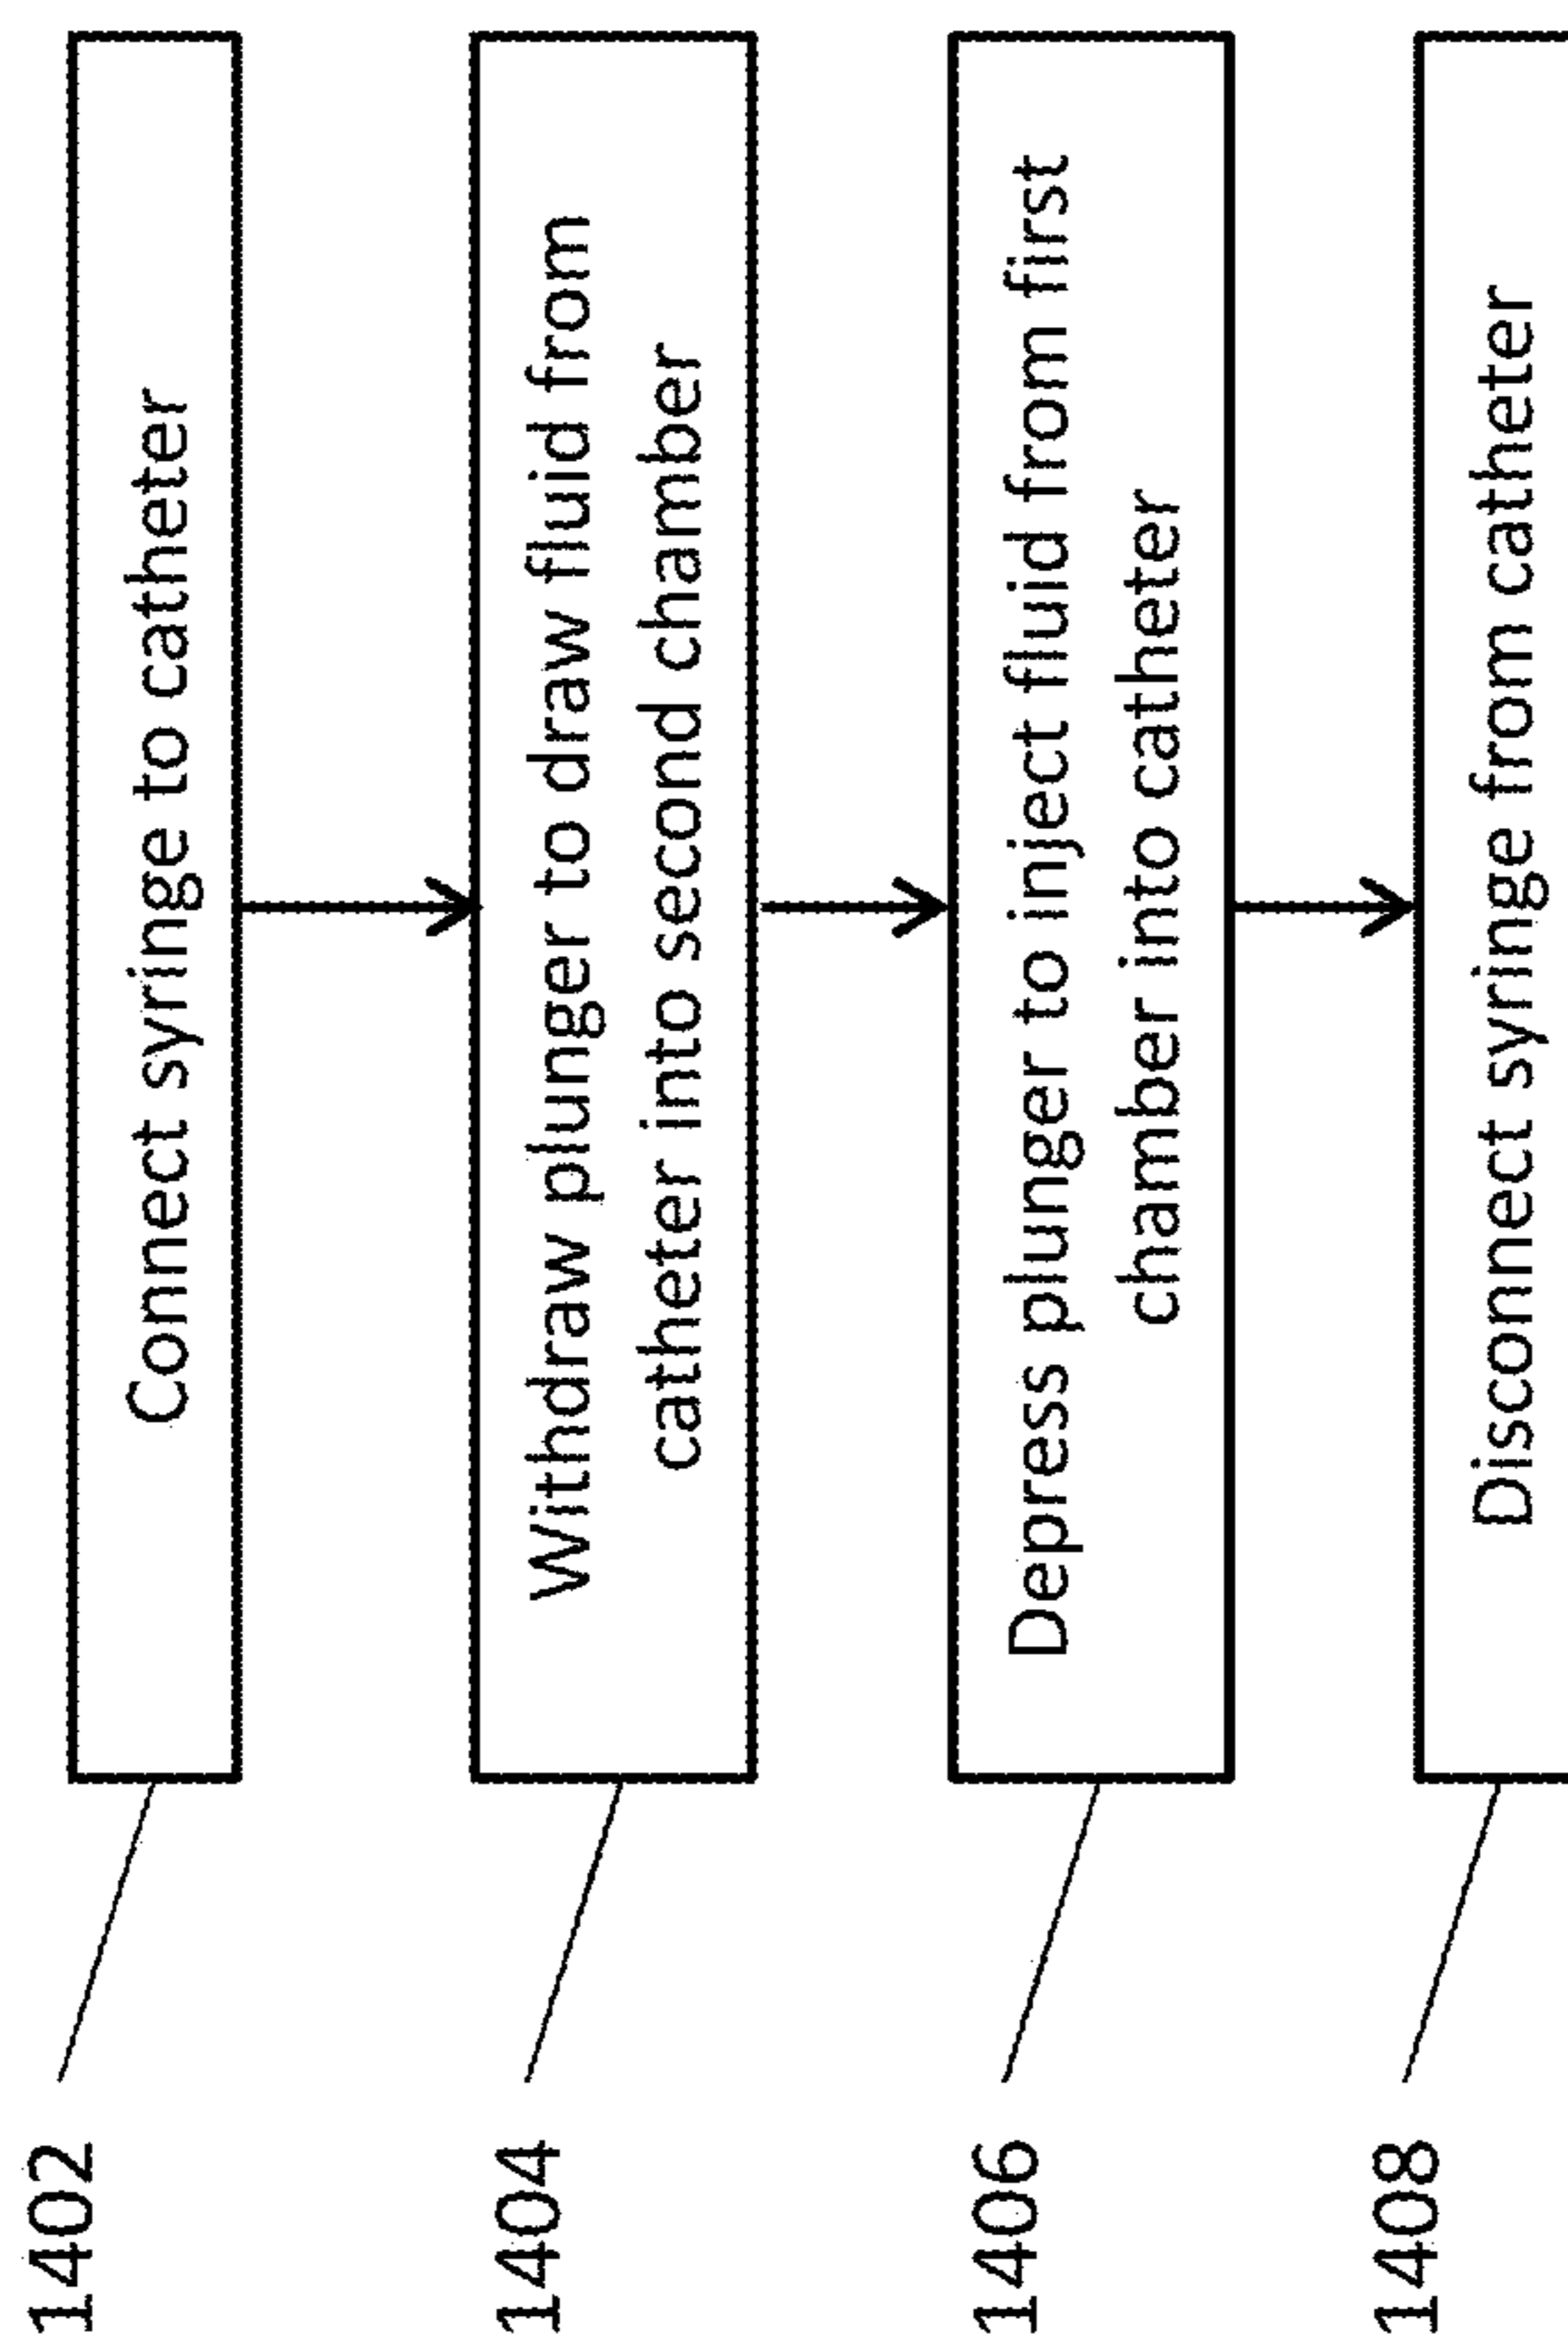 1402
Connect syringe to catheter
1404
Withdraw plunger to draw fluid from
catheter into second chamber
1406
Depress plunger to inject fluid from first
chamber into catheter
1408
Disconnect syringe from catheter